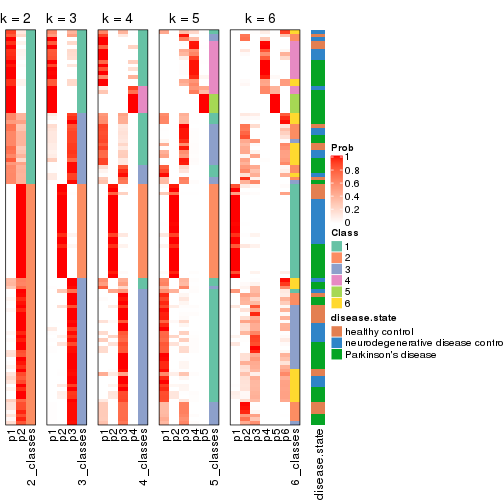 k = 2 k = 3 k = 4 k = 5 k = 6
Prob
1
0.8
0.6
0.4
0.2
0
Class
1
2
3
4
5
6
disease.state
healthy control
neurodegenerative disease contro
Parkinson's disease
p1 p2 2_classes p1 p2 p3 3_classes p1 p2 p3 p4 4_classes p1 p2 p3 p4 p5 5_classes p1 p2 p3 p4 p5 p6 6_classes disease.state